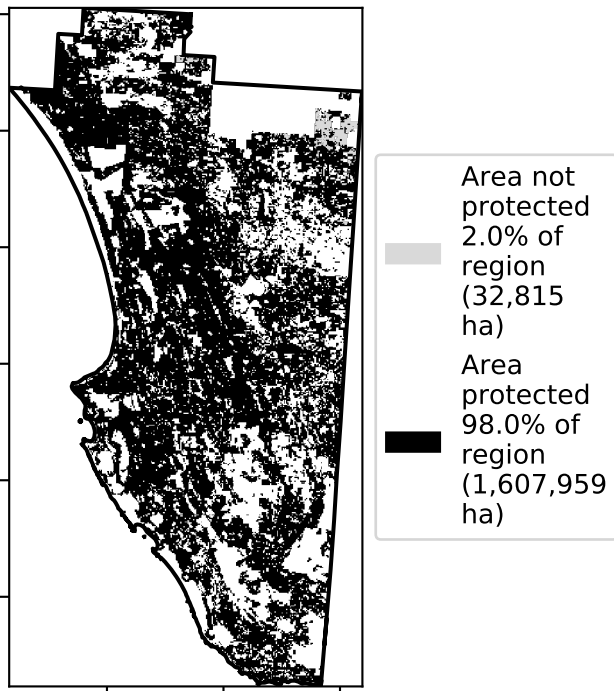 Area not
protected
2.0% of
region
(32,815
ha)
Area
protected
98.0% of
region
(1,607,959
ha)